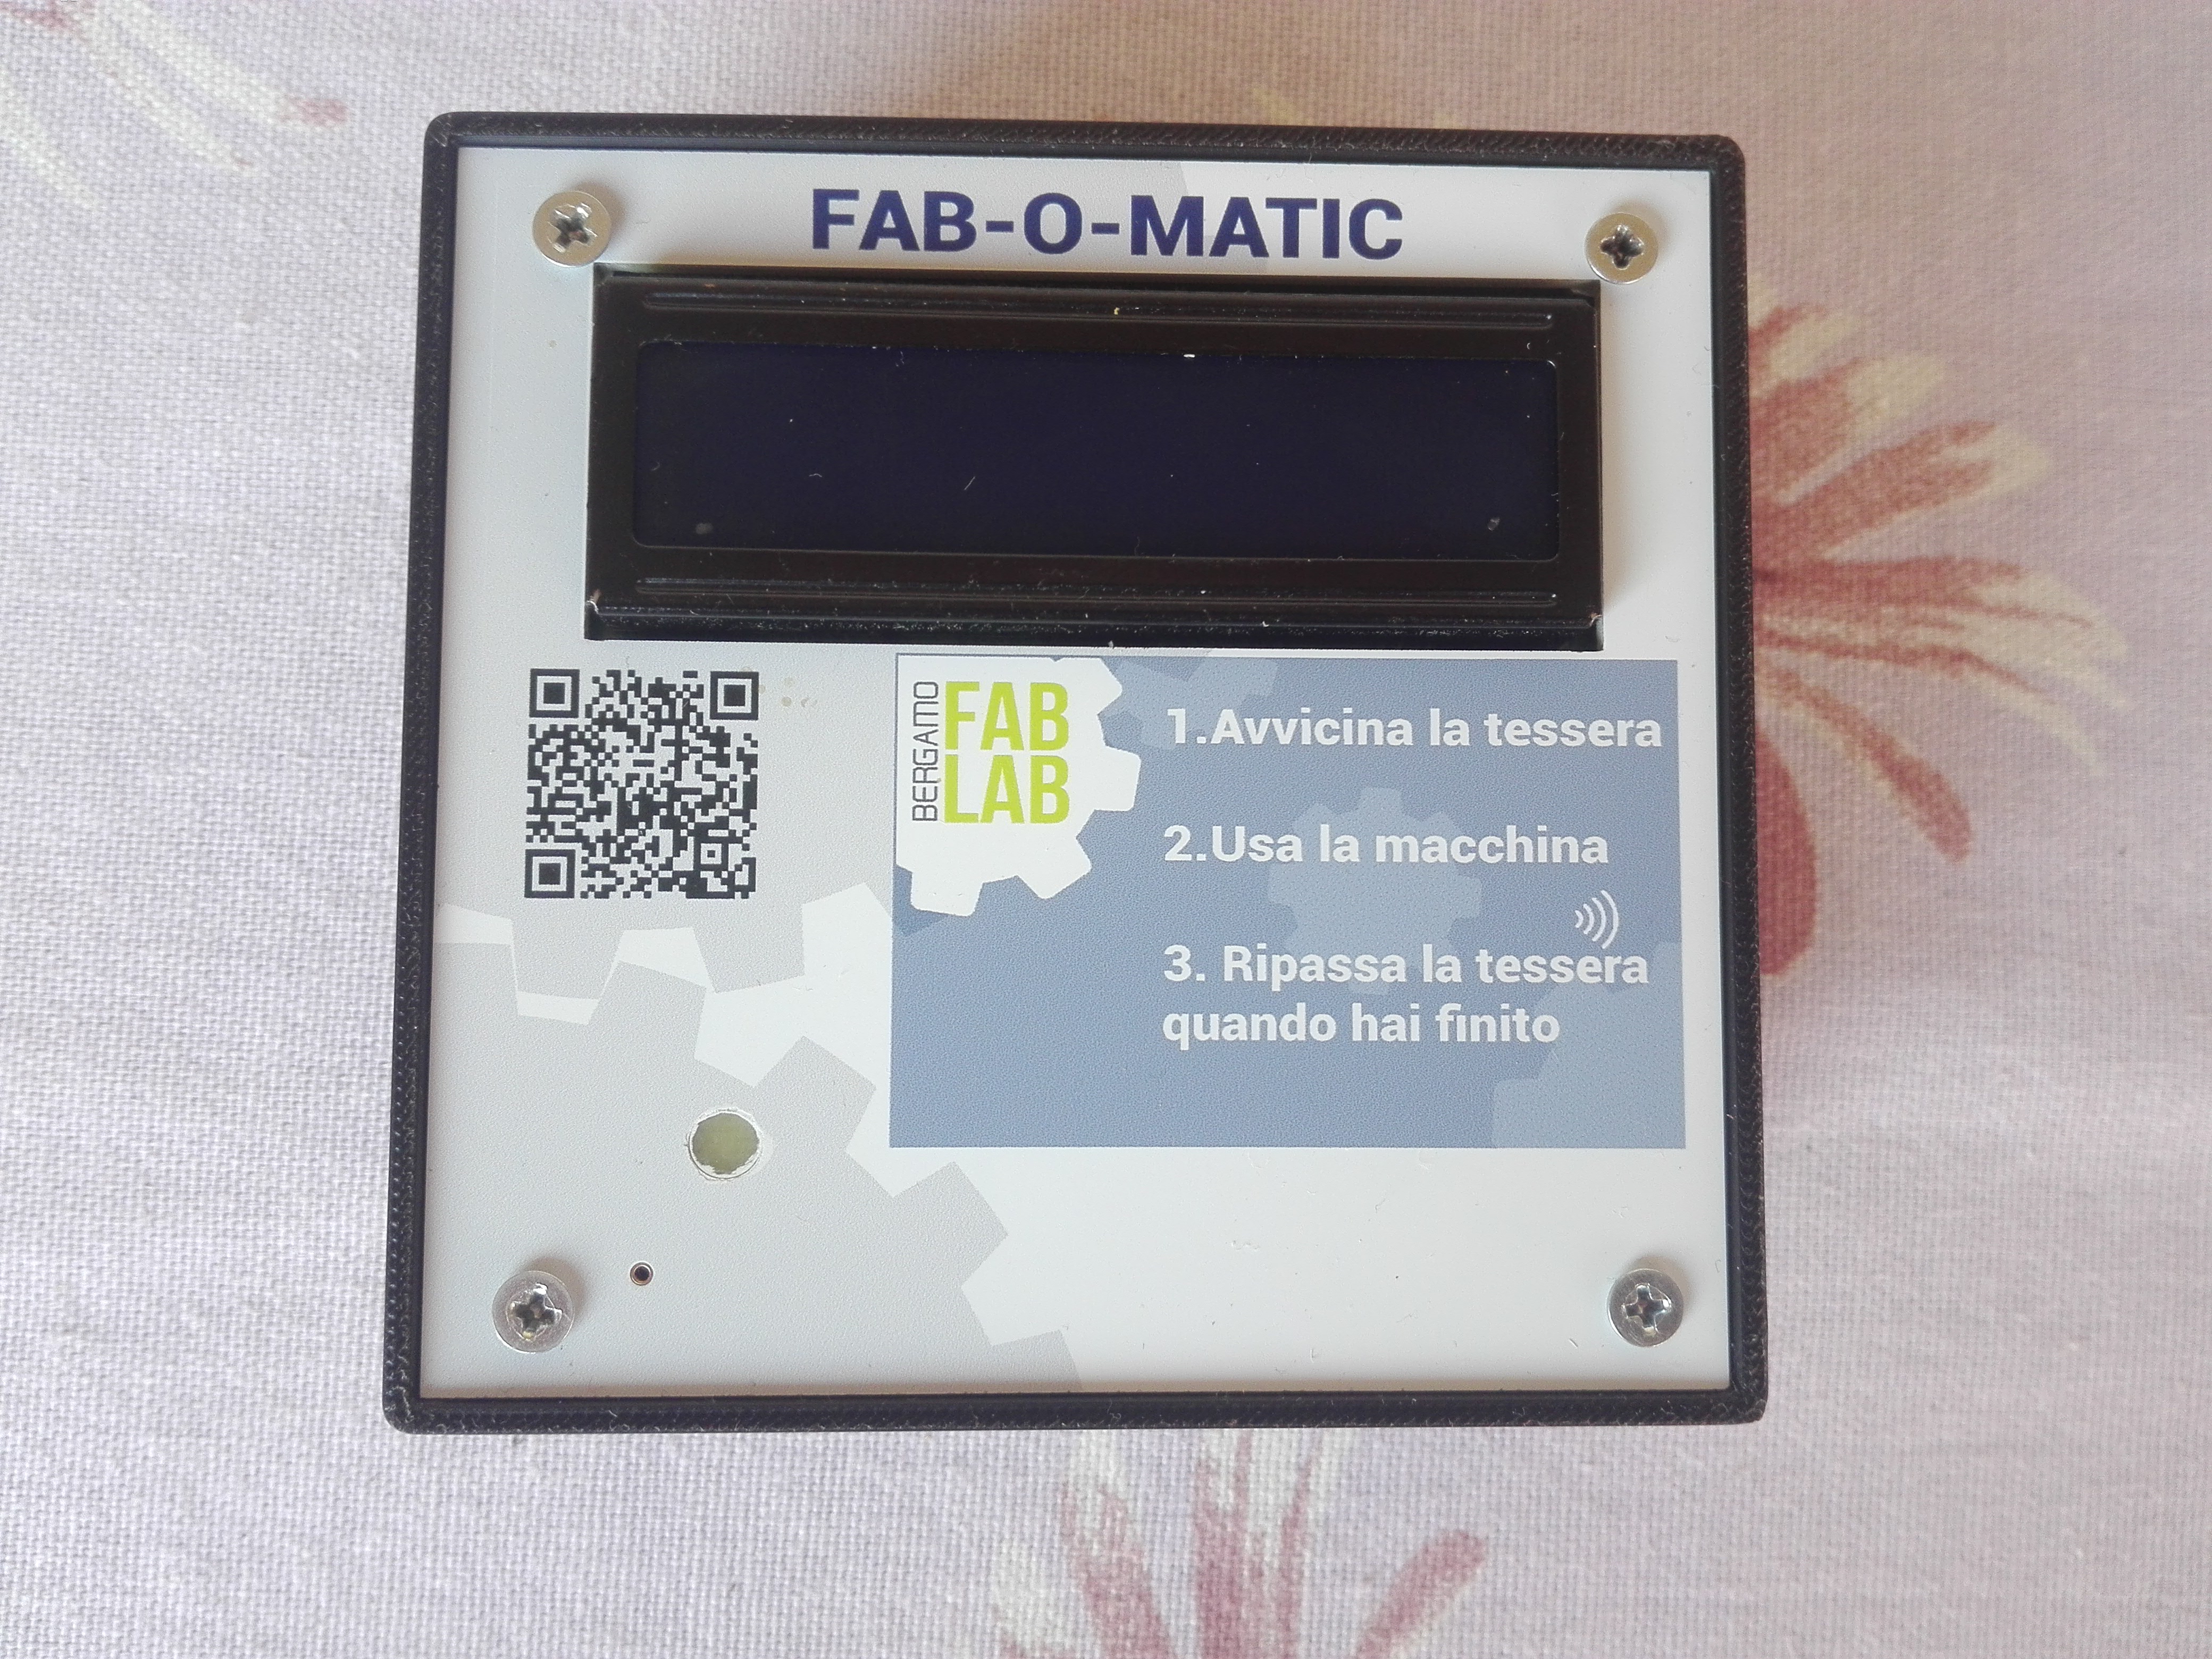 FAB-O-MATIC
BERGAMO
FAB
LAB
1.Avvicina la tessera
2.Usa la macchina
3. Ripassa la tessera
quando hai finito